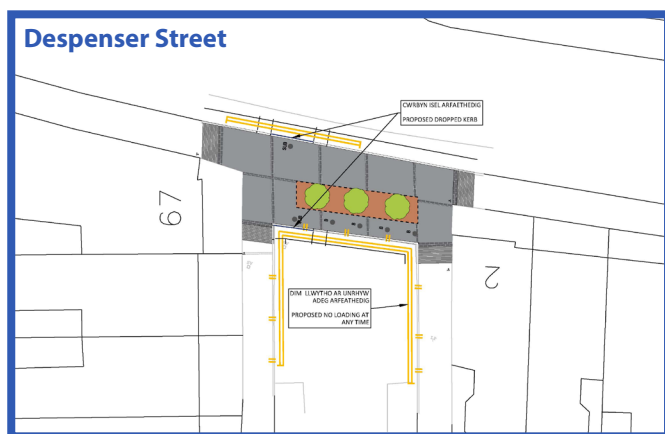 Despenser Street
CWRBYN ISEL ARFAETHEDIG
PROPOSED DROPPED KERB
67
2
DIM LLWYTHO AR UNRHYW
ADEG ARFEATHEDIG
PROPOSED NO LOADING AT
ANY TIME